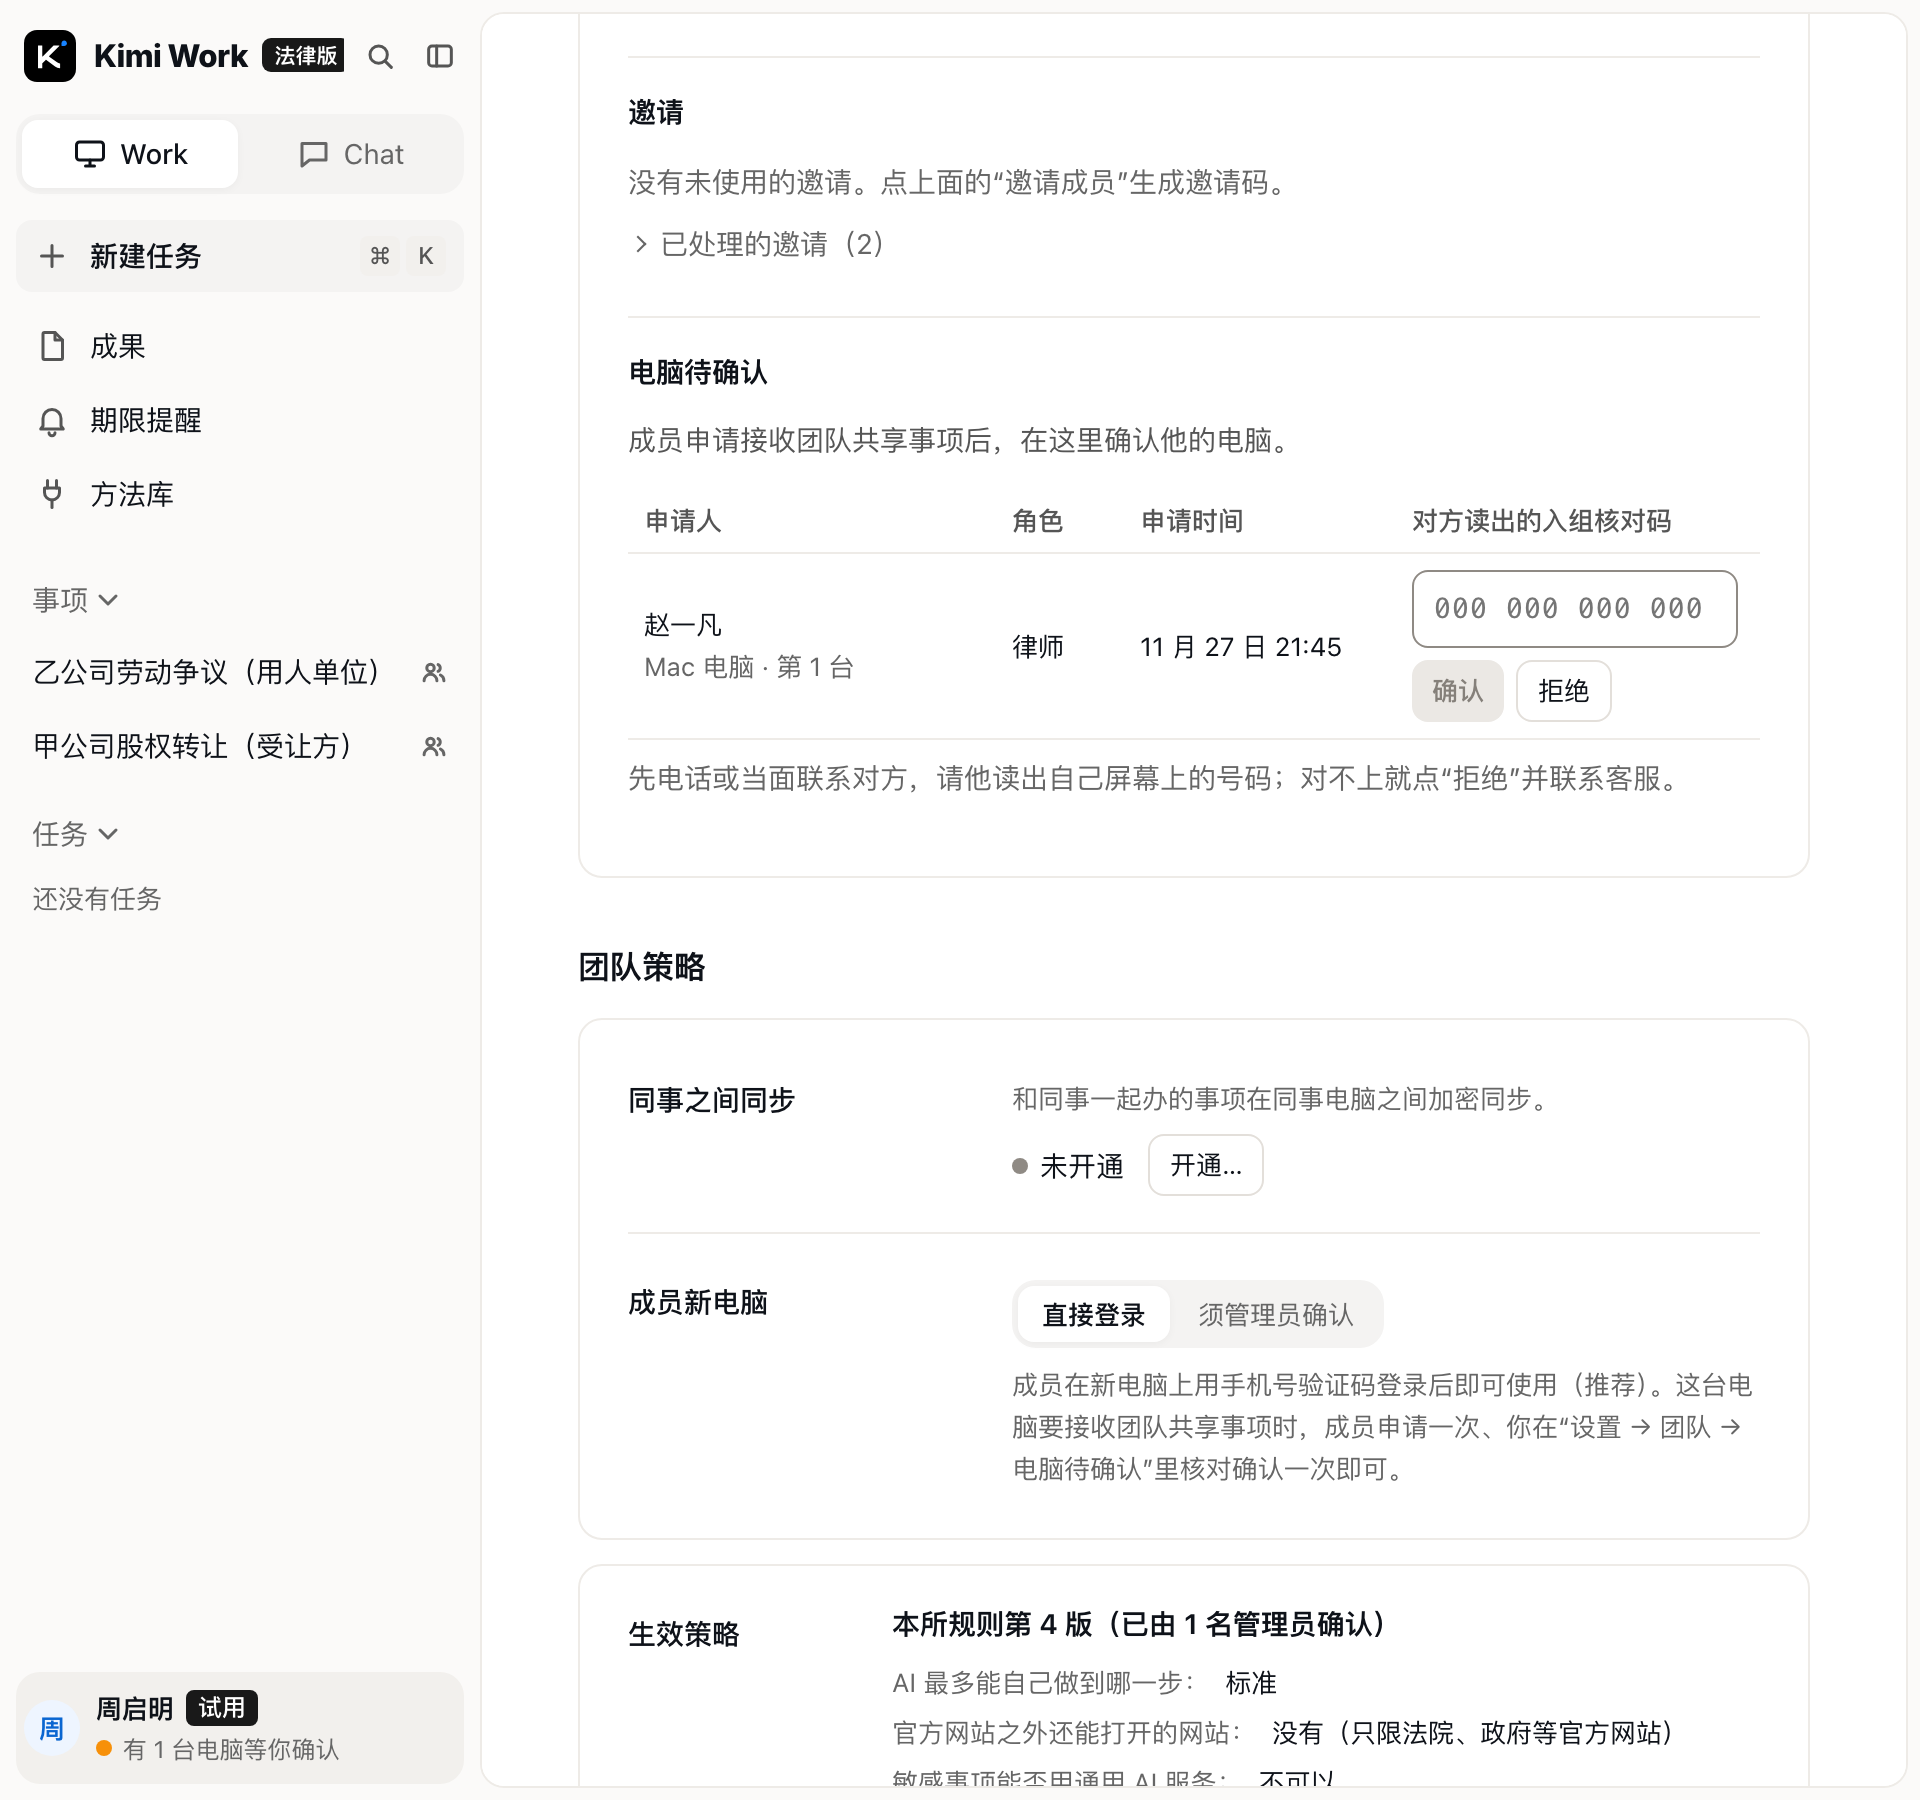 Kimi Work 法律版
Work
Chat
新建任务 ⌘ K
成果
期限提醒
方法库
事项
乙公司劳动争议（用人单位）
甲公司股权转让（受让方）
任务
还没有任务
周 周启明 试用
有 1 台电脑等你确认
邀请
没有未使用的邀请。点上面的“邀请成员”生成邀请码。
已处理的邀请（2）
电脑待确认
成员申请接收团队共享事项后，在这里确认他的电脑。
申请人 角色 申请时间 对方读出的入组核对码
赵一凡
Mac 电脑 · 第 1 台
律师
11 月 27 日 21:45
000 000 000 000
确认 拒绝
先电话或当面联系对方，请他读出自己屏幕上的号码；对不上就点“拒绝”并联系客服。
团队策略
同事之间同步
和同事一起办的事项在同事电脑之间加密同步。
未开通 开通...
成员新电脑
直接登录 须管理员确认
成员在新电脑上用手机号验证码登录后即可使用（推荐）。这台电
脑要接收团队共享事项时，成员申请一次、你在“设置 → 团队 →
电脑待确认”里核对确认一次即可。
生效策略
本所规则第 4 版（已由 1 名管理员确认）
AI 最多能自己做到哪一步： 标准
官方网站之外还能打开的网站： 没有（只限法院、政府等官方网站）
敏感事项能否用通用 AI 服务： 不可以